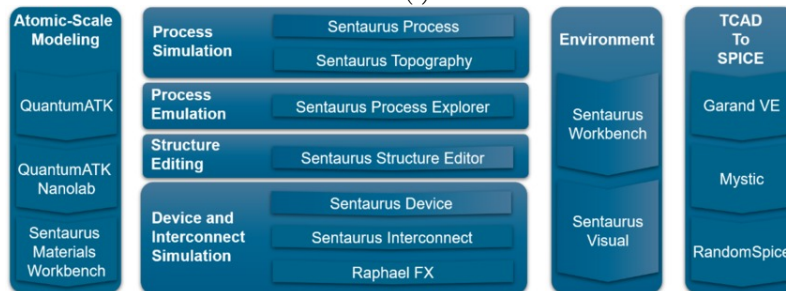 Atomic-Scale
Modeling
QuantumATK
QuantumATK
Nanolab
Sentaurus
Materials
Workbench
Process
Simulation
Sentaurus Process
Sentaurus Topography
Process
Emulation
Sentaurus Process Explorer
Structure
Editing
Sentaurus Structure Editor
Device and
Interconnect
Simulation
Sentaurus Device
Sentaurus Interconnect
Raphael FX
Environment
Sentaurus
Workbench
Sentaurus
Visual
TCAD
To
SPICE
Garand VE
Mystic
RandomSpice